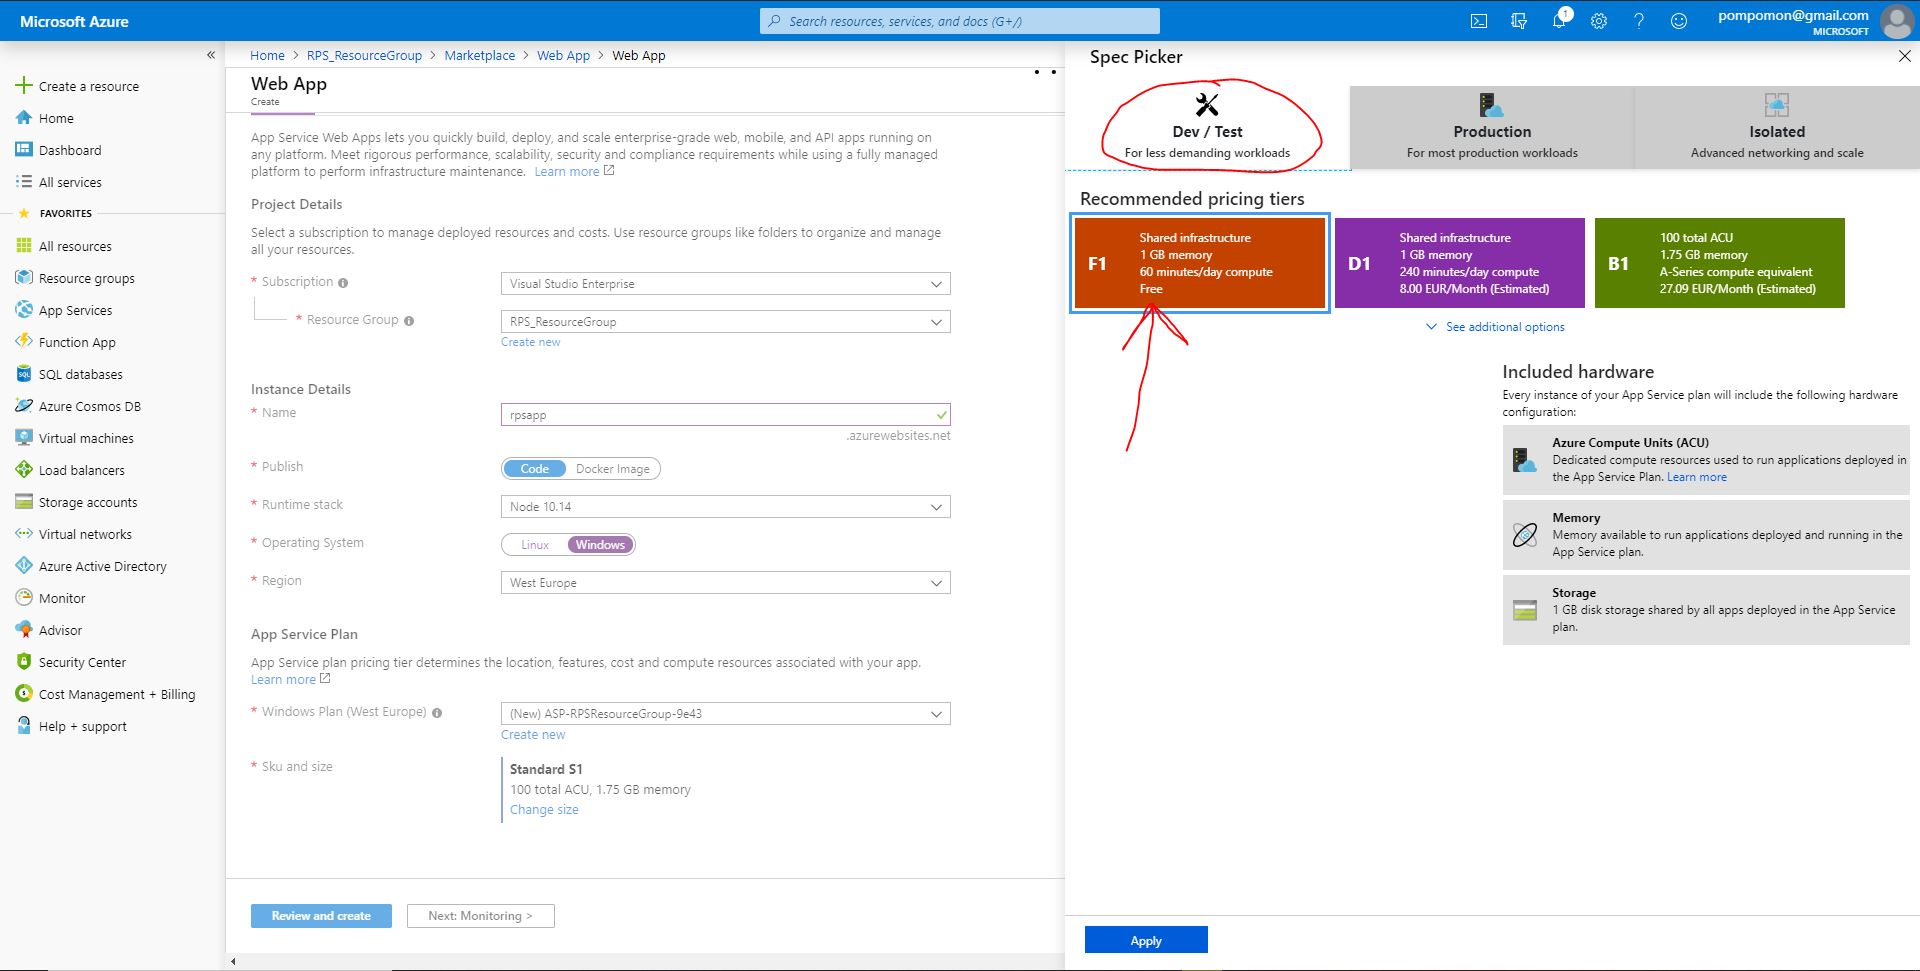 Microsoft Azure
Search resources, services, and docs (G+/)
1
pompomon@gmail.com
MICROSOFT
«
Create a resource
Home
Dashboard
All services
FAVORITES
All resources
Resource groups
App Services
Function App
SQL databases
Azure Cosmos DB
Virtual machines
Load balancers
Storage accounts
Virtual networks
Azure Active Directory
Monitor
Advisor
Security Center
Cost Management + Billing
Help + support
Home > RPS_ResourceGroup > Marketplace > Web App > Web App
Web App
Create
App Service Web Apps lets you quickly build, deploy, and scale enterprise-grade web, mobile, and API apps running on
any platform. Meet rigorous performance, scalability, security and compliance requirements while using a fully managed
platform to perform infrastructure maintenance. Learn more
Project Details
Select a subscription to manage deployed resources and costs. Use resource groups like folders to organize and manage
all your resources.
* Subscription
Visual Studio Enterprise
* Resource Group
RPS_ResourceGroup
Create new
Instance Details
* Name
rpsapp
.azurewebsites.net
* Publish
Code Docker Image
* Runtime stack
Node 10.14
* Operating System
Linux Windows
* Region
West Europe
App Service Plan
App Service plan pricing tier determines the location, features, cost and compute resources associated with your app.
Learn more
* Windows Plan (West Europe)
(New) ASP-RPSResourceGroup-9e43
Create new
* Sku and size
Standard S1
100 total ACU, 1.75 GB memory
Change size
Review and create
Next: Monitoring >
Spec Picker
Dev / Test
For less demanding workloads
Production
For most production workloads
Isolated
Advanced networking and scale
Recommended pricing tiers
F1
Shared infrastructure
1 GB memory
60 minutes/day compute
Free
D1
Shared infrastructure
1 GB memory
240 minutes/day compute
8.00 EUR/Month (Estimated)
B1
100 total ACU
1.75 GB memory
A-Series compute equivalent
27.09 EUR/Month (Estimated)
See additional options
Included hardware
Every instance of your App Service plan will include the following hardware
configuration:
Azure Compute Units (ACU)
Dedicated compute resources used to run applications deployed in
the App Service Plan. Learn more
Memory
Memory available to run applications deployed and running in the
App Service plan.
Storage
1 GB disk storage shared by all apps deployed in the App Service
plan.
Apply